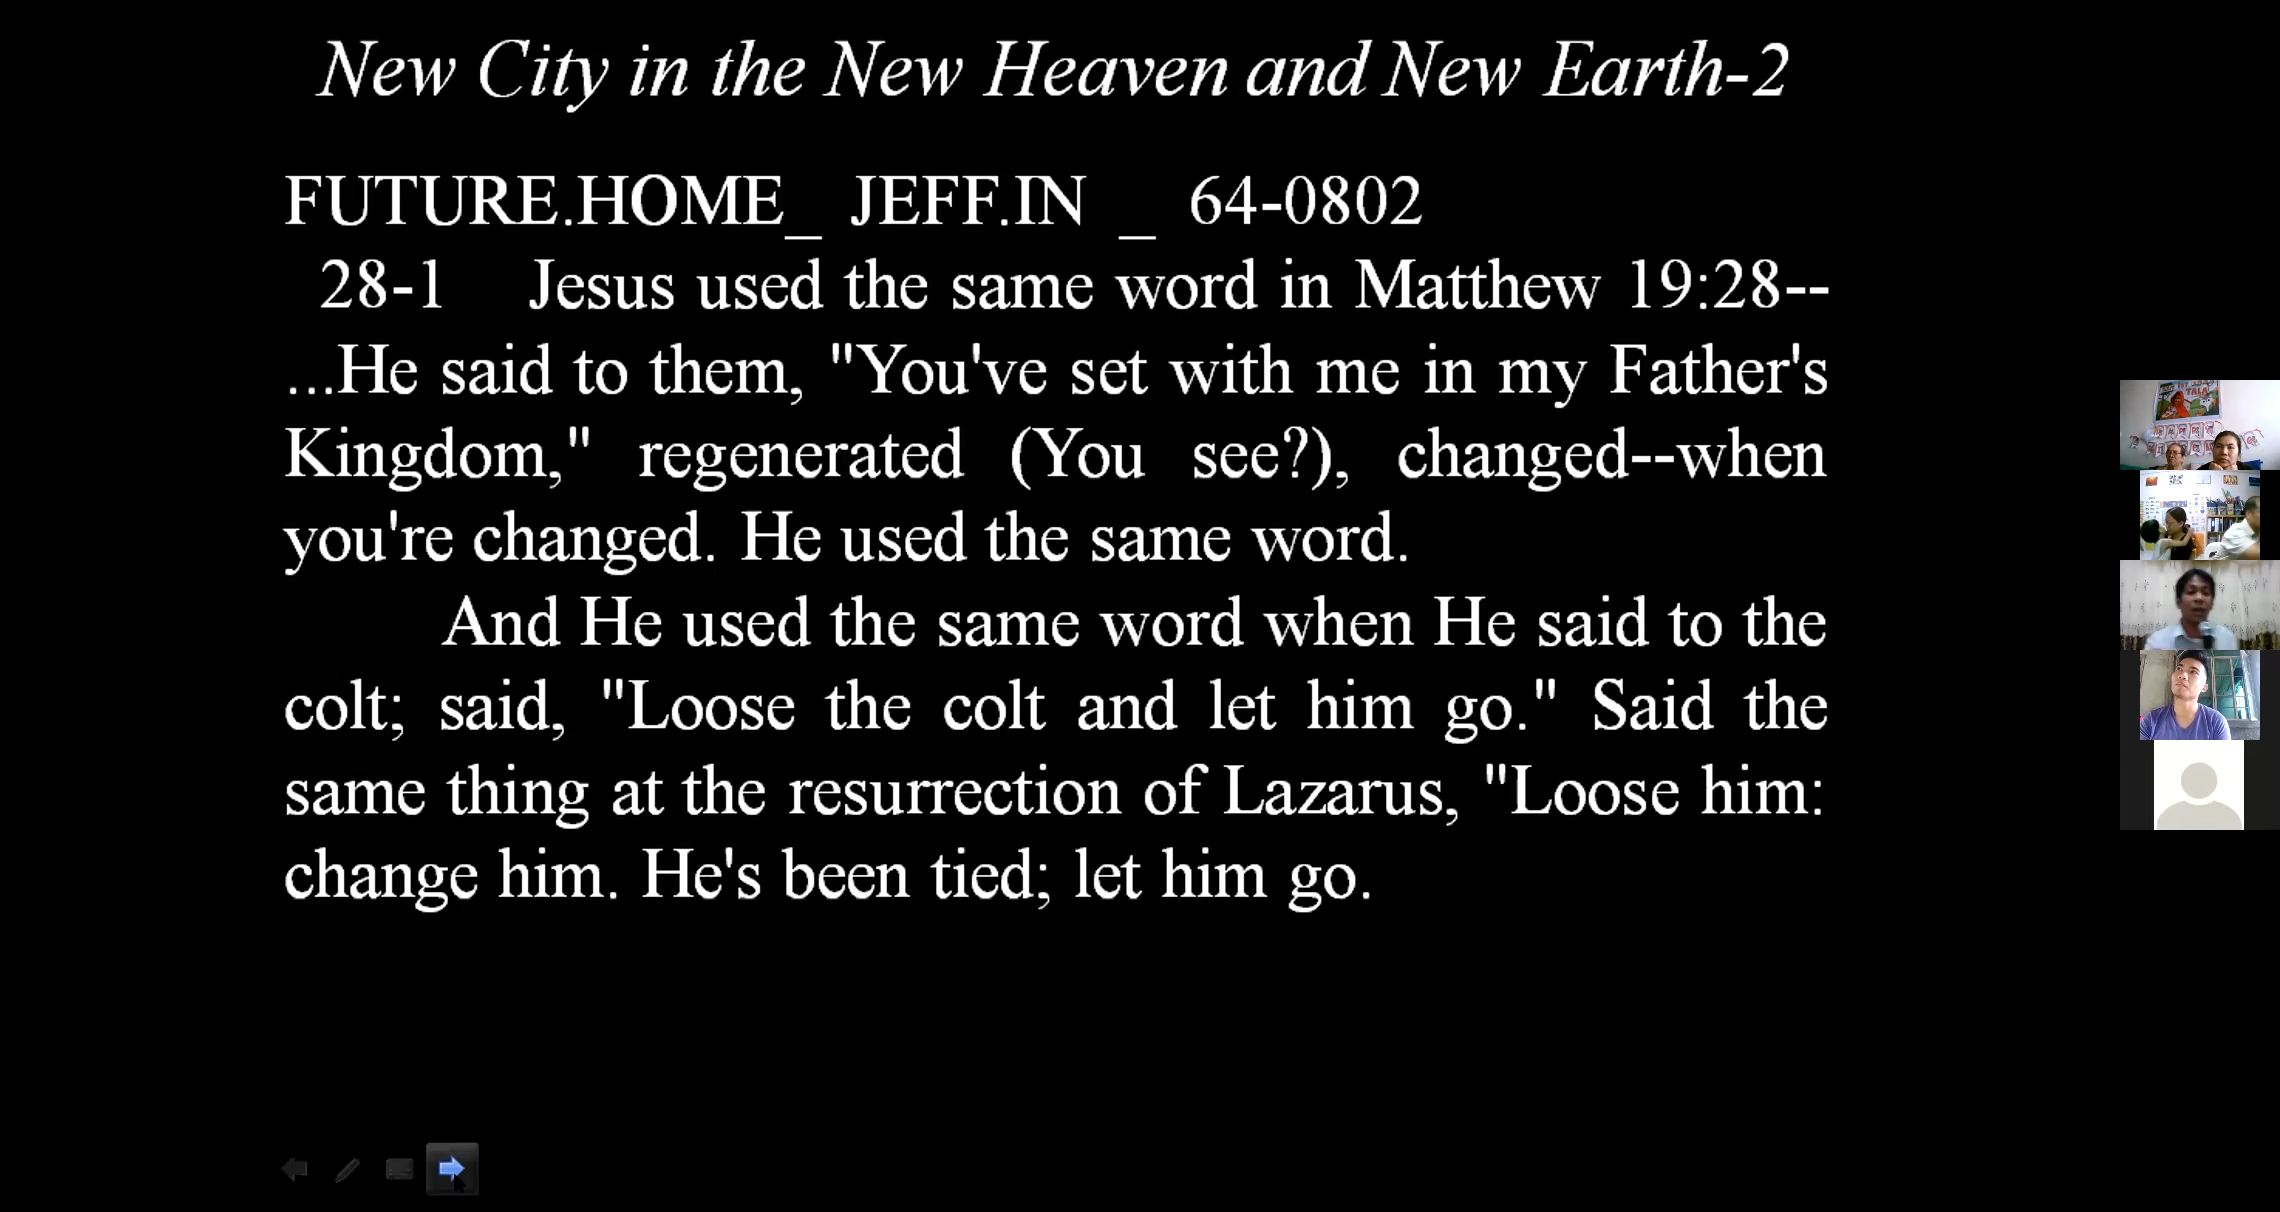 New City in the New Heaven and New Earth-2
FUTURE.HOME_ JEFF.IN _ 64-0802
28-1 Jesus used the same word in Matthew 19:28--
...He said to them, "You've set with me in my Father's
Kingdom," regenerated (You see?), changed--when
you're changed. He used the same word.
And He used the same word when He said to the
colt; said, "Loose the colt and let him go." Said the
same thing at the resurrection of Lazarus, "Loose him:
change him. He's been tied; let him go.
TALA